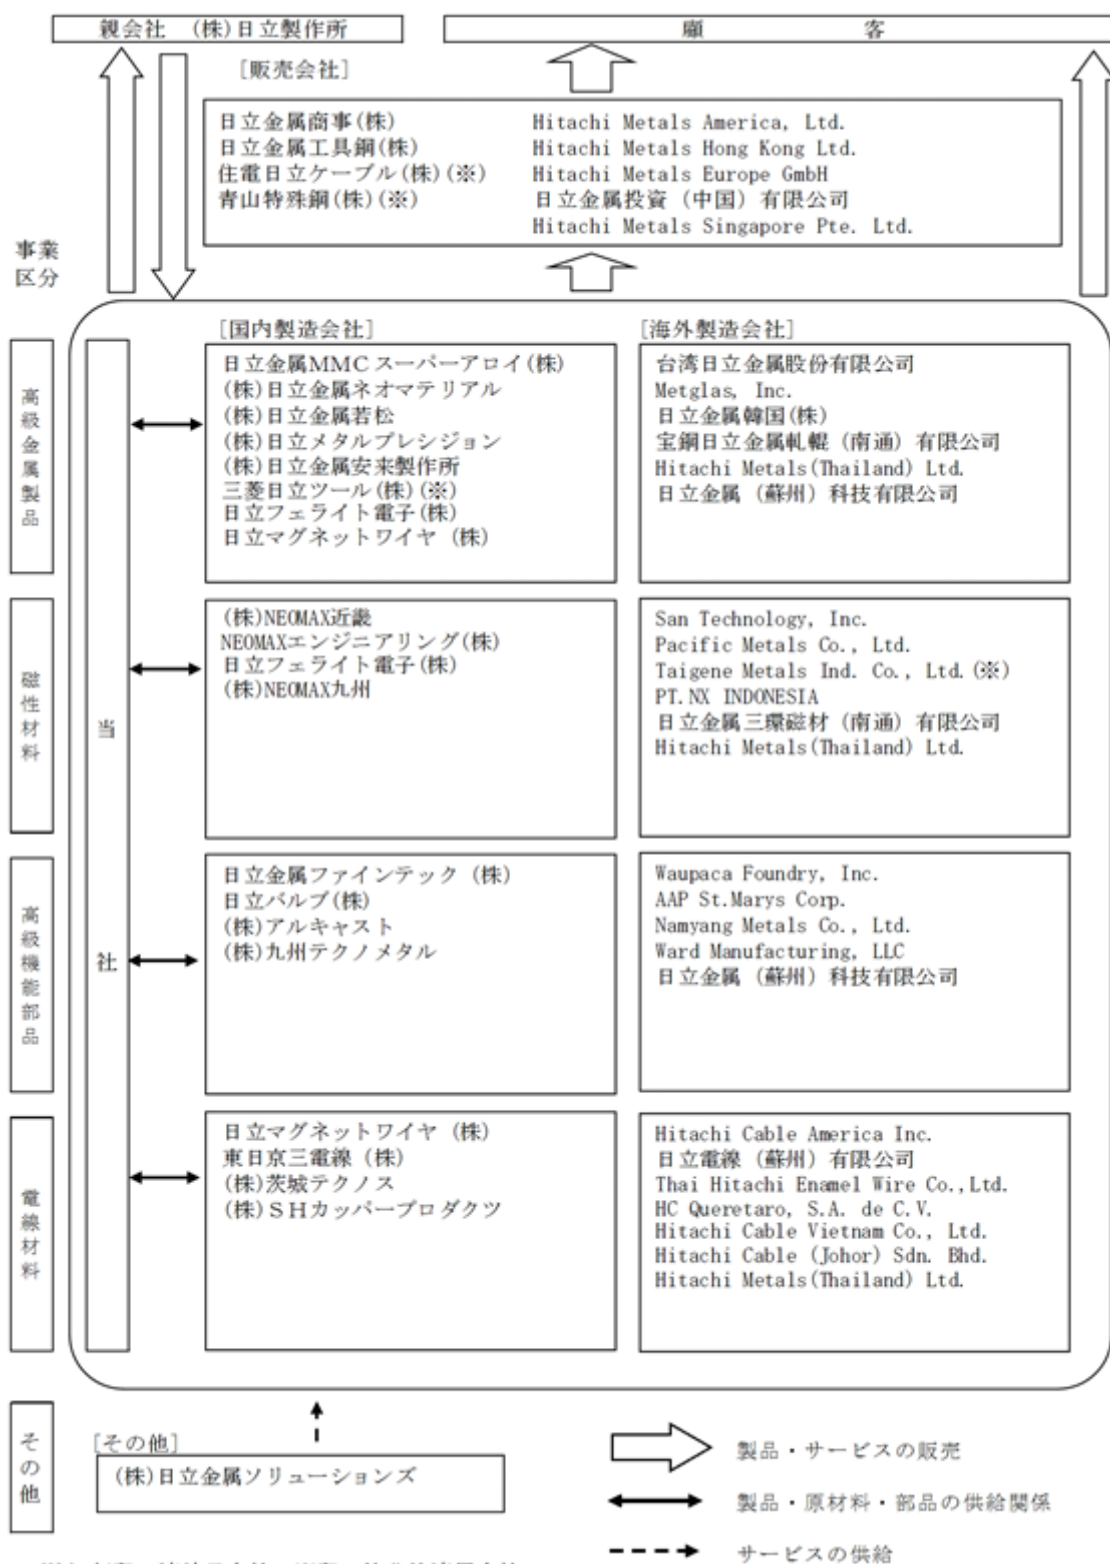 親会社 (株)日立製作所
顧客
[販売会社]
日立金属商事(株)
日立金属工具鋼(株)
住電日立ケーブル(株)(※)
青山特殊鋼(株)(※)
Hitachi Metals America, Ltd.
Hitachi Metals Hong Kong Ltd.
Hitachi Metals Europe GmbH
日立金属投資（中国）有限公司
Hitachi Metals Singapore Pte. Ltd.
事業
区分
当社
[国内製造会社]
[海外製造会社]
高級金属製品
日立金属MMCスーパーアロイ(株)
(株)日立金属ネオマテリアル
(株)日立金属若松
(株)日立メタルプレシジョン
(株)日立金属安来製作所
三菱日立ツール(株)(※)
日立フェライト電子(株)
日立マグネットワイヤ（株）
台湾日立金属股份有限公司
Metglas, Inc.
日立金属韓国(株)
宝鋼日立金属軋輥（南通）有限公司
Hitachi Metals(Thailand) Ltd.
日立金属（蘇州）科技有限公司
磁性材料
(株)NEOMAX近畿
NEOMAXエンジニアリング(株)
日立フェライト電子(株)
(株)NEOMAX九州
San Technology, Inc.
Pacific Metals Co., Ltd.
Taigene Metals Ind. Co., Ltd.(※)
PT.NX INDONESIA
日立金属三環磁材（南通）有限公司
Hitachi Metals(Thailand) Ltd.
高級機能部品
日立金属ファインテック（株）
日立バルブ(株)
(株)アルキャスト
(株)九州テクノメタル
Waupaca Foundry, Inc.
AAP St.Marys Corp.
Namyang Metals Co., Ltd.
Ward Manufacturing, LLC
日立金属（蘇州）科技有限公司
電線材料
日立マグネットワイヤ（株）
東日京三電線（株）
(株)茨城テクノス
(株)ＳＨカッパープロダクツ
Hitachi Cable America Inc.
日立電線（蘇州）有限公司
Thai Hitachi Enamel Wire Co.,Ltd.
HC Queretaro, S.A. de C.V.
Hitachi Cable Vietnam Co., Ltd.
Hitachi Cable (Johor) Sdn. Bhd.
Hitachi Metals(Thailand) Ltd.
その他
[その他]
(株)日立金属ソリューションズ
製品・サービスの販売
製品・原材料・部品の供給関係
サービスの供給